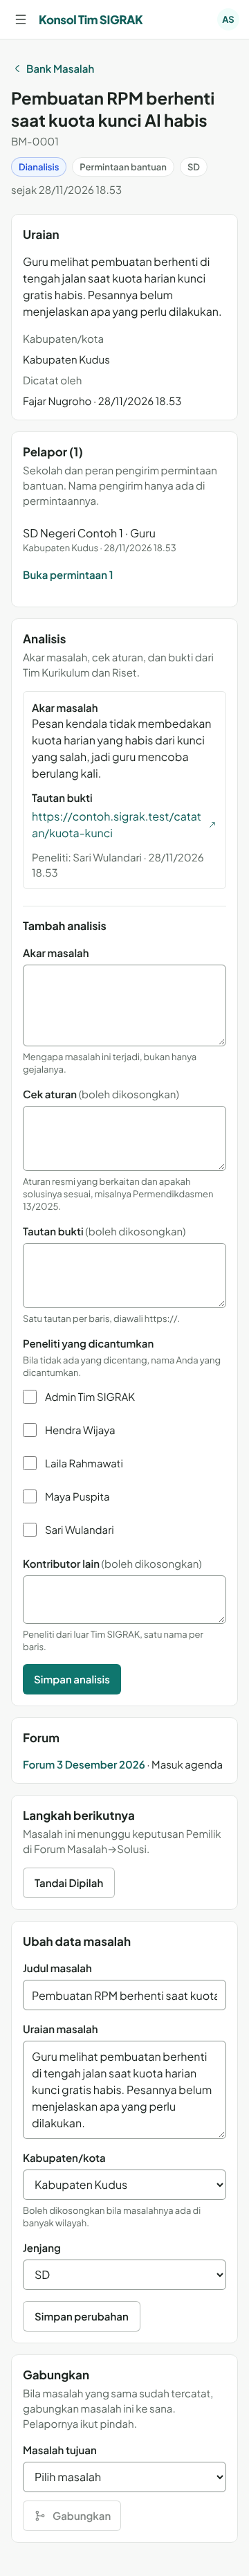 Konsol Tim SIGRAK
AS
Bank Masalah
Pembuatan RPM berhenti
saat kuota kunci AI habis
BM-0001
Dianalisis
Permintaan bantuan
SD
sejak 28/11/2026 18.53
Uraian
Guru melihat pembuatan berhenti di
tengah jalan saat kuota harian kunci
gratis habis. Pesannya belum
menjelaskan apa yang perlu dilakukan.
Kabupaten/kota
Kabupaten Kudus
Dicatat oleh
Fajar Nugroho · 28/11/2026 18.53
Pelapor (1)
Sekolah dan peran pengirim permintaan
bantuan. Nama pengirim hanya ada di
permintaannya.
SD Negeri Contoh 1 · Guru
Kabupaten Kudus · 28/11/2026 18.53
Buka permintaan 1
Analisis
Akar masalah, cek aturan, dan bukti dari
Tim Kurikulum dan Riset.
Akar masalah
Pesan kendala tidak membedakan
kuota harian yang habis dari kunci
yang salah, jadi guru mencoba
berulang kali.
Tautan bukti
https://contoh.sigrak.test/catat
an/kuota-kunci
Peneliti: Sari Wulandari · 28/11/2026
18.53
Tambah analisis
Akar masalah
Mengapa masalah ini terjadi, bukan hanya
gejalanya.
Cek aturan (boleh dikosongkan)
Aturan resmi yang berkaitan dan apakah
solusinya sesuai, misalnya Permendikdasmen
13/2025.
Tautan bukti (boleh dikosongkan)
Satu tautan per baris, diawali https://.
Peneliti yang dicantumkan
Bila tidak ada yang dicentang, nama Anda yang
dicantumkan.
Admin Tim SIGRAK
Hendra Wijaya
Laila Rahmawati
Maya Puspita
Sari Wulandari
Kontributor lain (boleh dikosongkan)
Peneliti dari luar Tim SIGRAK, satu nama per
baris.
Simpan analisis
Forum
Forum 3 Desember 2026 · Masuk agenda
Langkah berikutnya
Masalah ini menunggu keputusan Pemilik
di Forum Masalah→Solusi.
Tandai Dipilah
Ubah data masalah
Judul masalah
Pembuatan RPM berhenti saat kuota
Uraian masalah
Guru melihat pembuatan berhenti
di tengah jalan saat kuota harian
kunci gratis habis. Pesannya belum
menjelaskan apa yang perlu
dilakukan.
Kabupaten/kota
Kabupaten Kudus
Boleh dikosongkan bila masalahnya ada di
banyak wilayah.
Jenjang
SD
Simpan perubahan
Gabungkan
Bila masalah yang sama sudah tercatat,
gabungkan masalah ini ke sana.
Pelapornya ikut pindah.
Masalah tujuan
Pilih masalah
Gabungkan